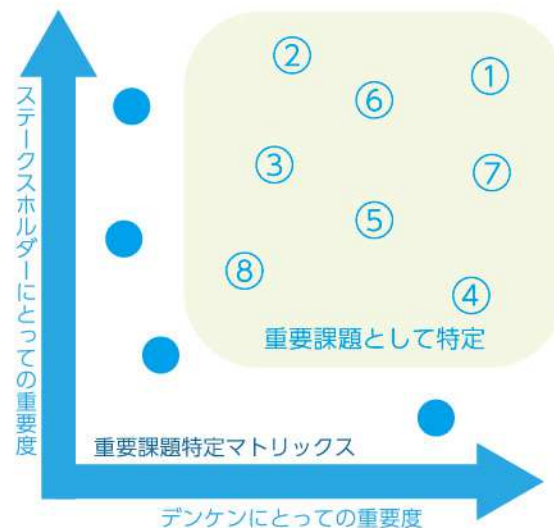 ステークスホルダーにとっての重要度
②
①
⑥
③
⑦
⑤
⑧
④
重要課題として特定
重要課題特定マトリックス
デンケンにとっての重要度